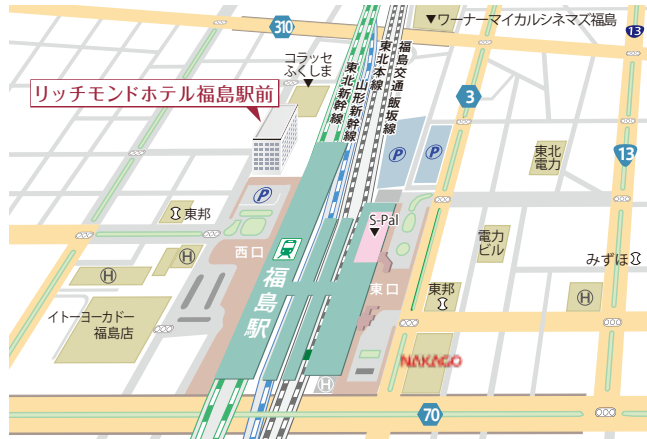 310
▼ワーナーマイカルシネマズ福島
13
コラッセ
ふくしま
▼
リッチモンドホテル福島駅前
東北新幹線
山形新幹線
東北本線
福島交通 飯坂線
3
P
P
東北
電力
13
P
東邦
S-Pal
▼
西口
福島駅
東口
電力
ビル
みずほ
H
H
東邦
H
イトーヨーカドー
福島店
NAKAGO
H
70